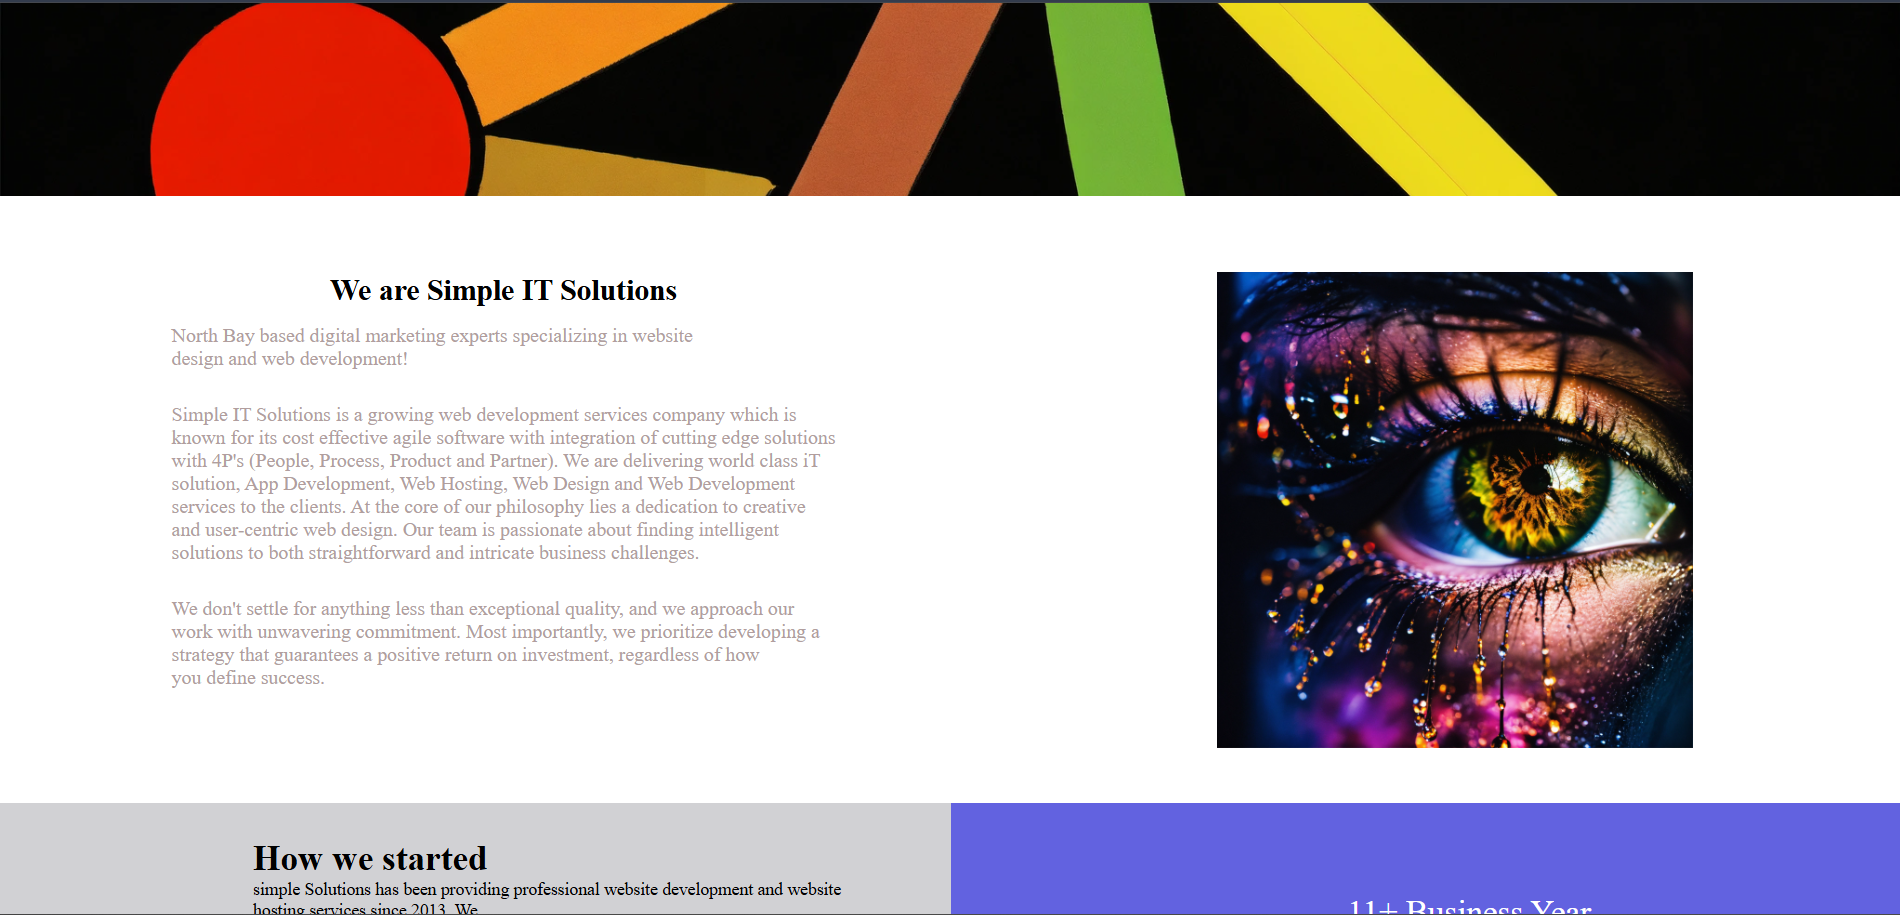 We are Simple IT Solutions
North Bay based digital marketing experts specializing in website
design and web development!
Simple IT Solutions is a growing web development services company which is
known for its cost effective agile software with integration of cutting edge solutions
with 4P's (People, Process, Product and Partner). We are delivering world class iT
solution, App Development, Web Hosting, Web Design and Web Development
services to the clients. At the core of our philosophy lies a dedication to creative
and user-centric web design. Our team is passionate about finding intelligent
solutions to both straightforward and intricate business challenges.
We don't settle for anything less than exceptional quality, and we approach our
work with unwavering commitment. Most importantly, we prioritize developing a
strategy that guarantees a positive return on investment, regardless of how
you define success.
How we started
simple Solutions has been providing professional website development and website
hosting services since 2013. We
11+ Business Year